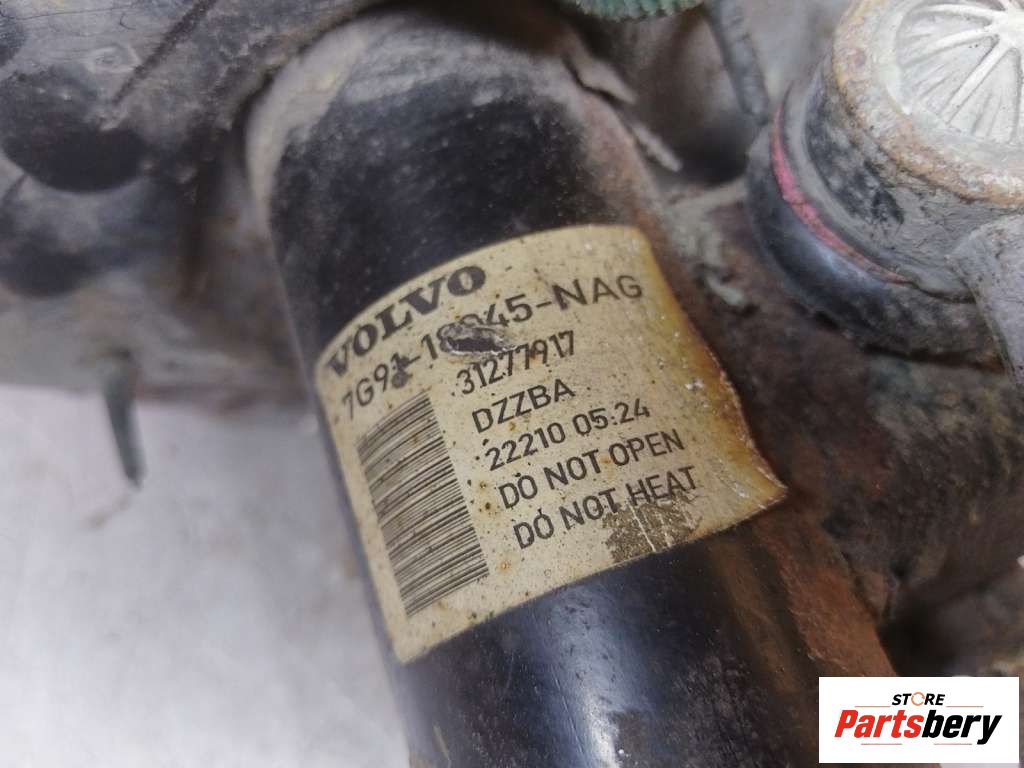 VOLVO
31277917
DZZBA
22210 05:24
DO NOT OPEN
DO NOT HEAT
STORE
Partsbery